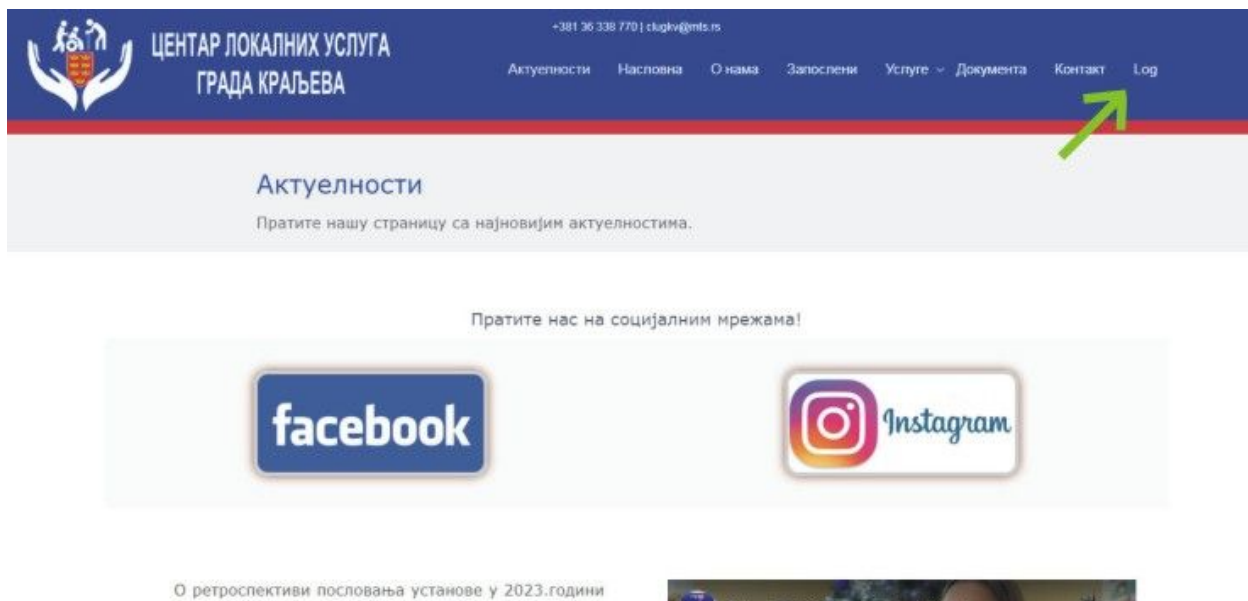 +381 36 338 770 | clugkv@mts.rs
ЦЕНТАР ЛОКАЛНИХ УСЛУГА
ГРАДА КРАЉЕВА
Актуелности Насловна О нама Запослени Услуге Документа Контакт Log
Актуелности
Пратите нашу страницу са најновијим актуелностима.
Пратите нас на социјалним мрежама!
facebook
Instagram
О ретроспективи пословања установе у 2023.години